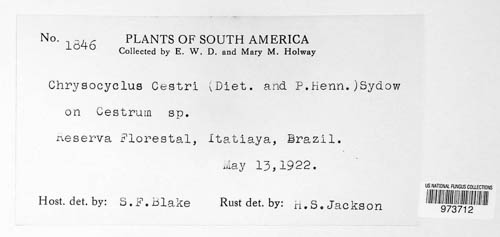 No. 1846
PLANTS OF SOUTH AMERICA
Collected by E. W. D. and Mary M. Holway
Chrysocyclus Cestri (Diet. and P.Henn.)Sydow
on Cestrum sp.
Reserva Florestal, Itatiaya, Brazil.
May 13,1922.
Host. det. by: S.F.Blake Rust det. by: H.S.Jackson
US NATIONAL FUNGUS COLLECTIONS
973712